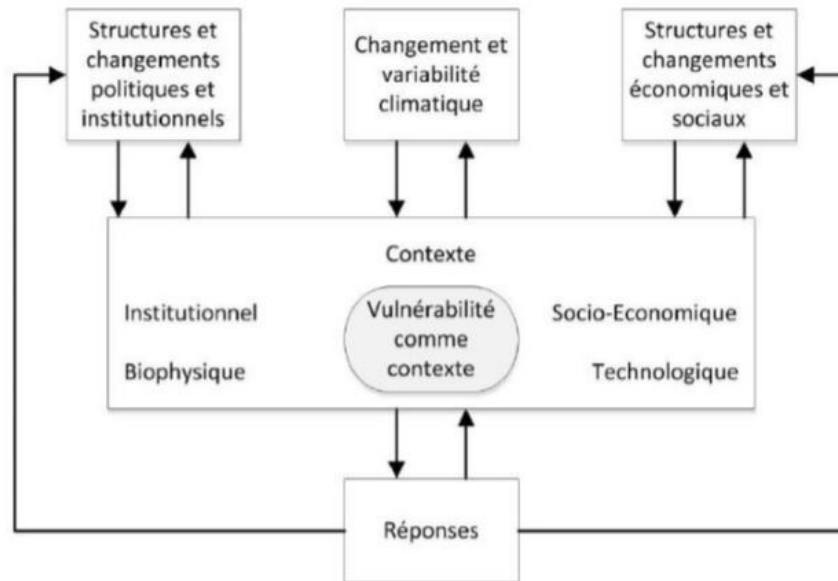 Structures et
changements
politiques et
institutionnels
Changement et
variabilité
climatique
Structures et
changements
économiques et
sociaux
Contexte
Institutionnel
Biophysique
Vulnérabilité
comme
contexte
Socio-Economique
Technologique
Réponses